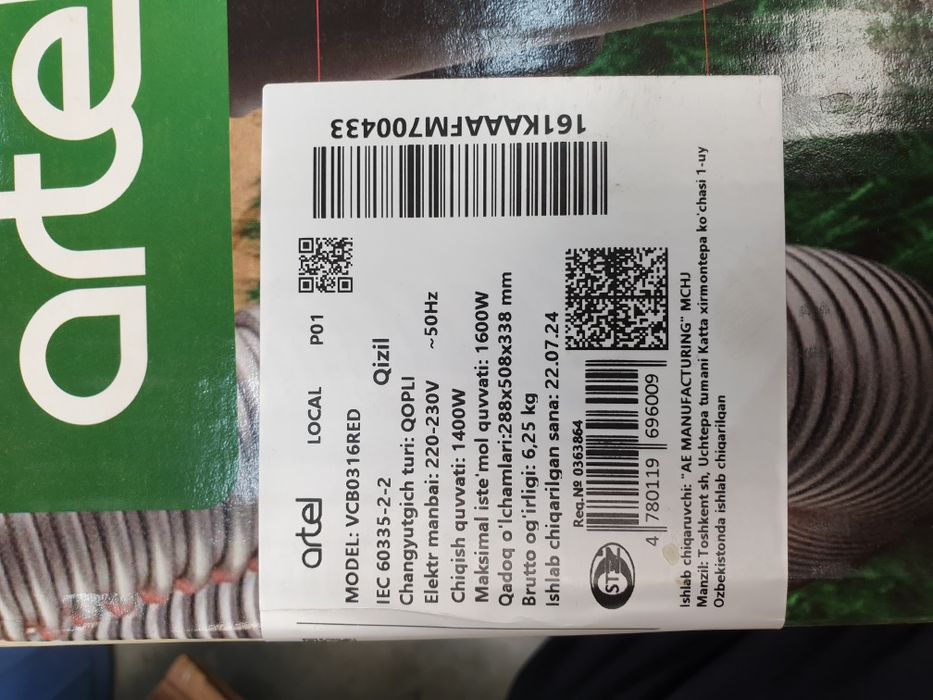 artel
artel LOCAL P01
MODEL: VCB0316RED
IEC 60335-2-2 Qizil
Changyutgich turi: QOPLI
Elektr manbai: 220-230V ~50Hz
Chiqish quvvati: 1400W
Maksimal iste'mol quvvati: 1600W
Qadoq o'lchamlari:288x508x338 mm
Brutto og'irligi: 6,25 kg
Ishlab chiqarilgan sana: 22.07.24
161KAAAFM700433
Reg.№ 0363864
4 780119 696009
Ishlab chiqaruvchi: "AE MANUFACTURING" MCHJ
Manzil: Toshkent sh, Uchtepa tumani Katta xirmontepa ko'chasi 1-uy
Ozbekistonda ishlab chiqarilgan